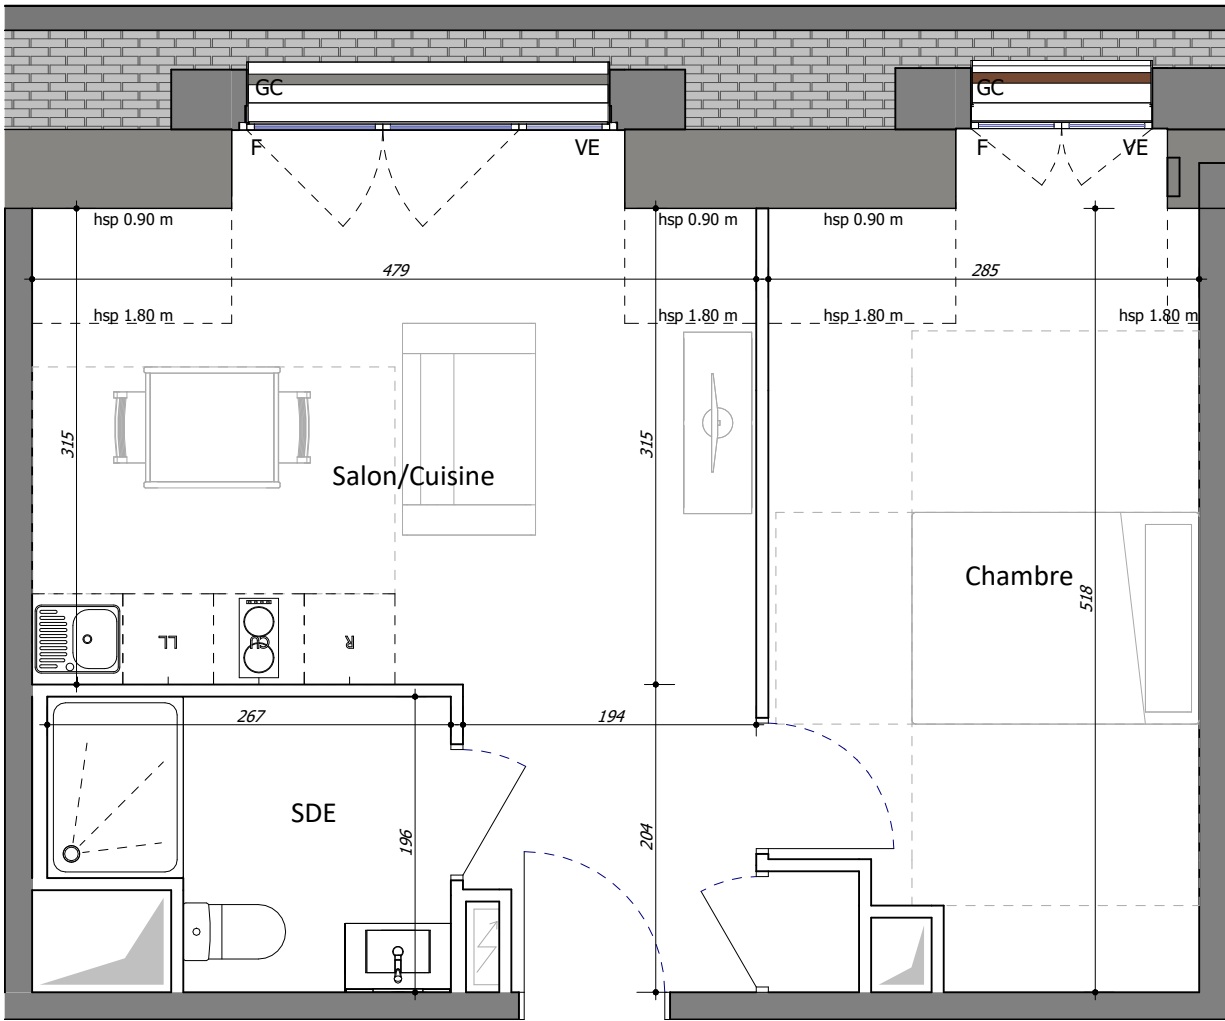 GC
GC
F
VE
F
VE
hsp 0.90 m
hsp 0.90 m
hsp 0.90 m
479
285
hsp 1.80 m
hsp 1.80 m
hsp 1.80 m
hsp 1.80 m
315
315
Salon/Cuisine
Chambre
518
LL
R
267
194
SDE
196
204